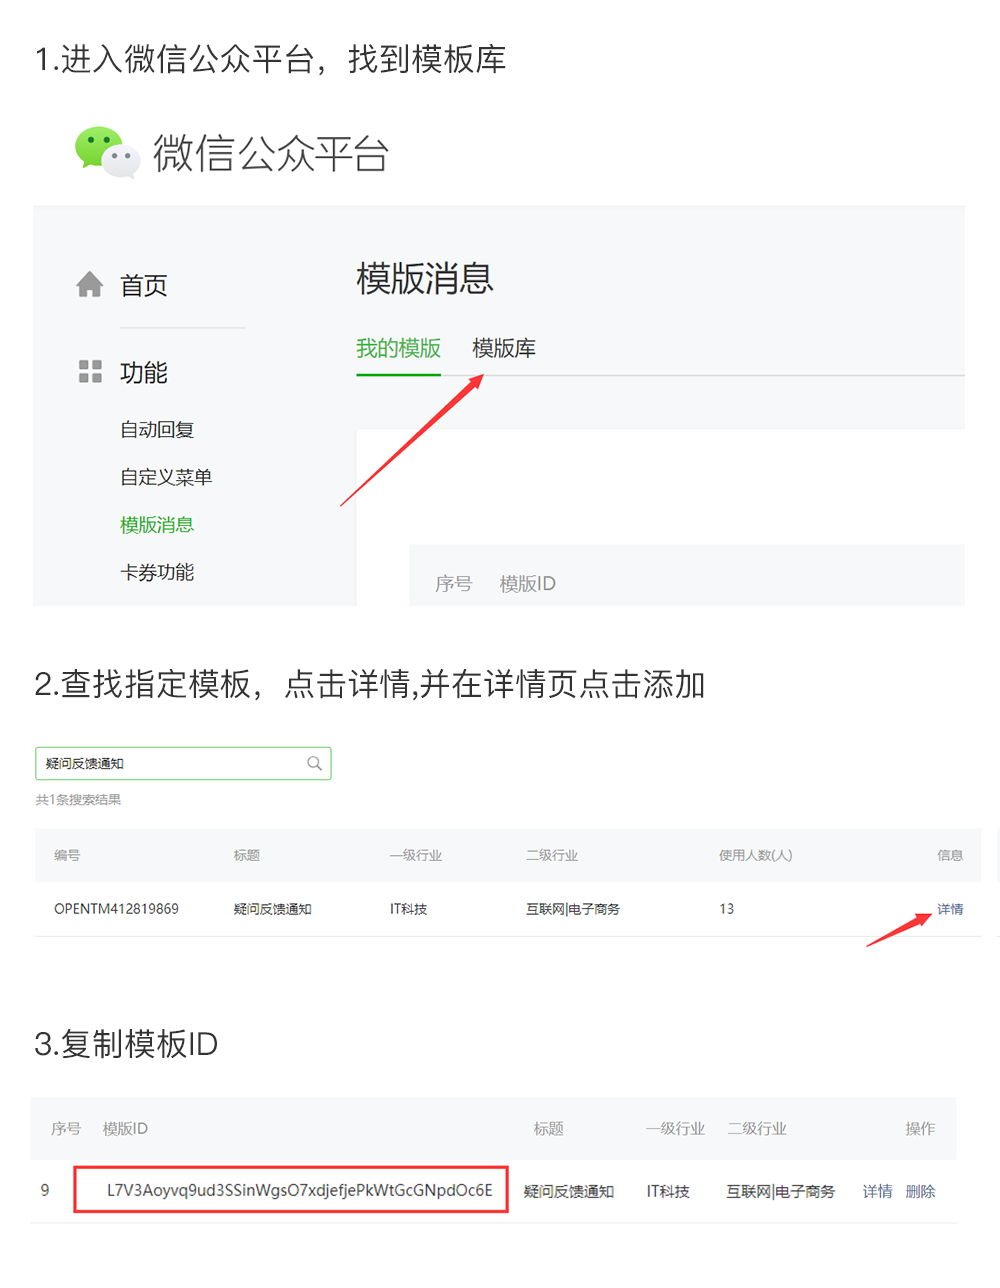 1.进入微信公众平台，找到模板库
微信公众平台
首页
模版消息
我的模版 模版库
功能
自动回复
自定义菜单
模版消息
卡券功能
序号 模版ID
2.查找指定模板，点击详情,并在详情页点击添加
疑问反馈通知
共1条搜索结果
编号 标题 一级行业 二级行业 使用人数(人) 信息
OPENTM412819869 疑问反馈通知 IT科技 互联网|电子商务 13 详情
3.复制模板ID
序号 模版ID 标题 一级行业 二级行业 操作
9 L7V3Aoyvq9ud3SSinWgsO7xdjefjePkWtGcGNpdOc6E 疑问反馈通知 IT科技 互联网|电子商务 详情 删除